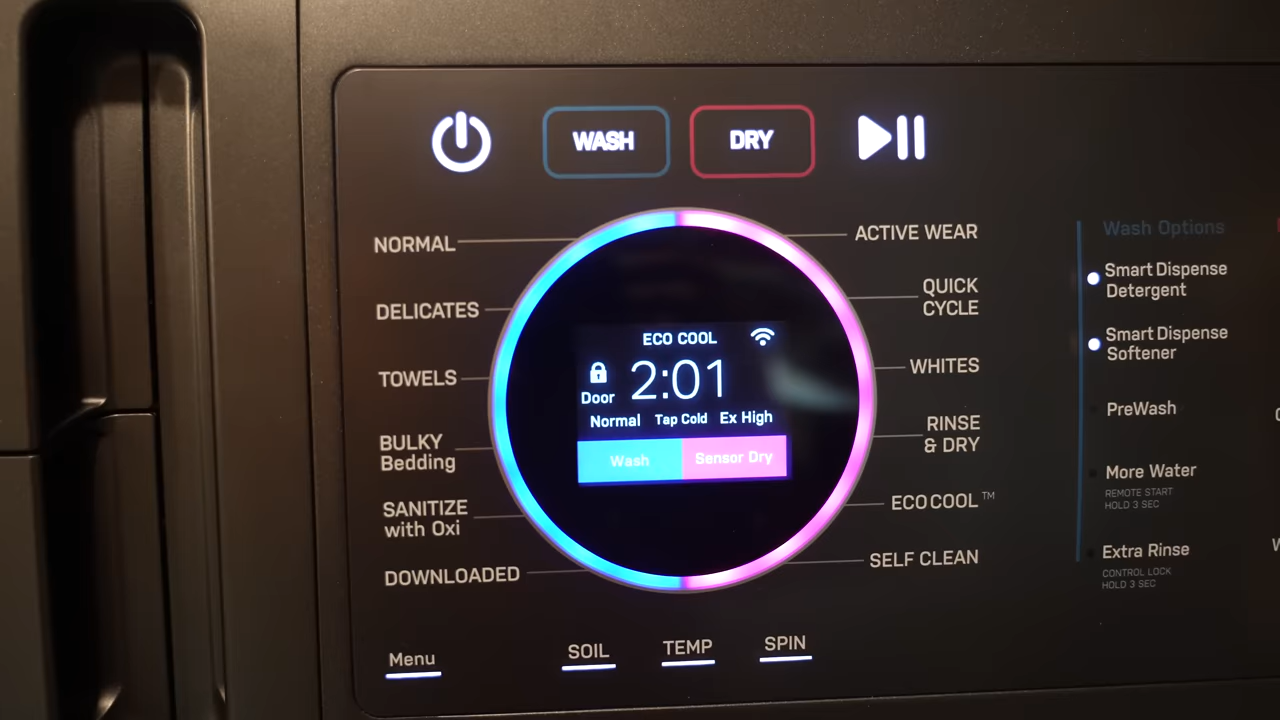 WASH
DRY
NORMAL
DELICATES
TOWELS
BULKY
Bedding
SANITIZE
with Oxi
DOWNLOADED
ECO COOL
Door
2:01
Normal Tap Cold Ex High
Wash
Sensor Dry
ACTIVE WEAR
QUICK
CYCLE
WHITES
RINSE
& DRY
ECO COOL™
SELF CLEAN
Wash Options
Smart Dispense
Detergent
Smart Dispense
Softener
PreWash
More Water
REMOTE START
HOLD 3 SEC
Extra Rinse
CONTROL LOCK
HOLD 3 SEC
Menu
SOIL
TEMP
SPIN